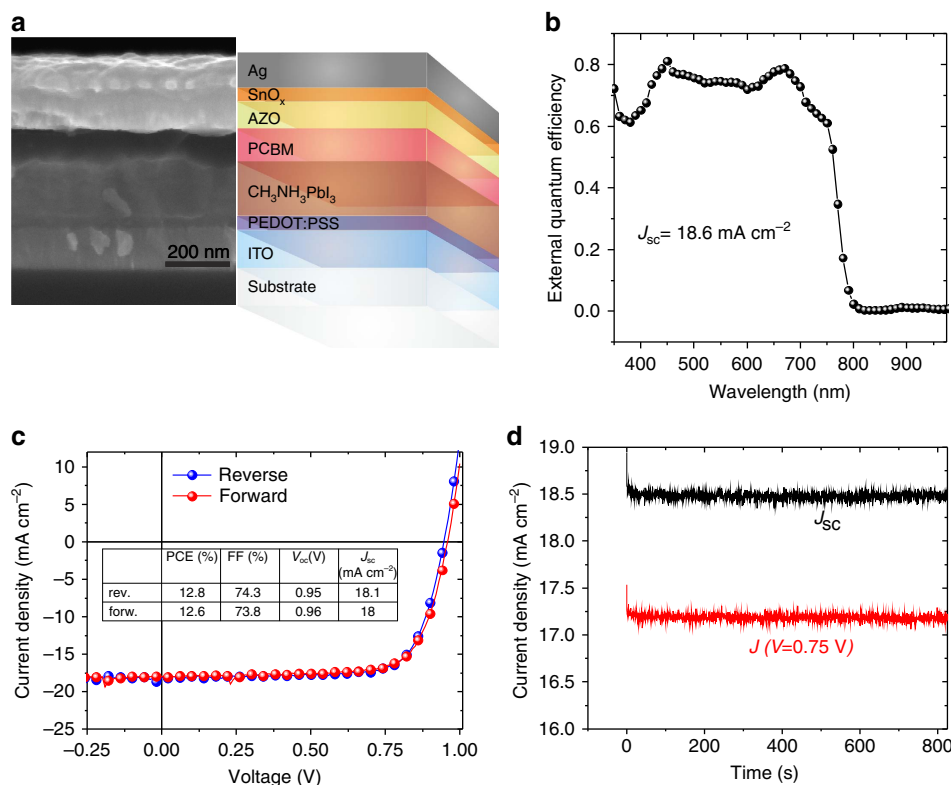 a
Ag
SnOₓ
AZO
PCBM
CH₃NH₃PbI₃
PEDOT:PSS
ITO
Substrate
200 nm
b
External quantum efficiency
0.8
0.6
0.4
0.2
0.0
J_sc= 18.6 mA cm⁻²
400 500 600 700 800 900
Wavelength (nm)
c
Current density (mA cm⁻²)
10
5
0
−5
−10
−15
−20
−25
Reverse
Forward
PCE (%) FF (%) V_oc(V) J_sc (mA cm⁻²)
rev. 12.8 74.3 0.95 18.1
forw. 12.6 73.8 0.96 18
−0.25 0.00 0.25 0.50 0.75 1.00
Voltage (V)
d
Current density (mA cm⁻²)
19.0
18.5
18.0
17.5
17.0
16.5
16.0
J_sc
J (V=0.75 V)
0 200 400 600 800
Time (s)